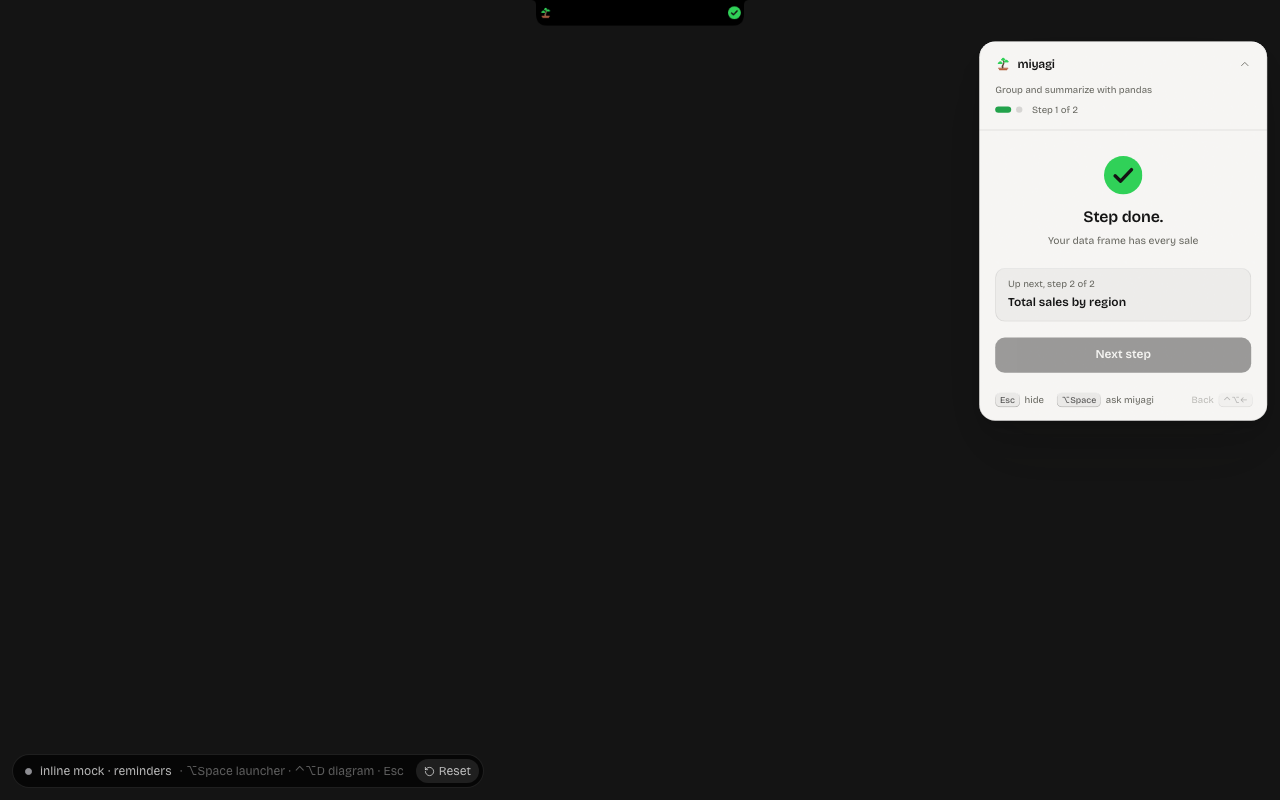 miyagi
Group and summarize with pandas
Step 1 of 2
Step done.
Your data frame has every sale
Up next, step 2 of 2
Total sales by region
Next step
Esc hide ⌥Space ask miyagi Back ^⌥←
inline mock · reminders · ⌥Space launcher · ^⌥D diagram · Esc Reset